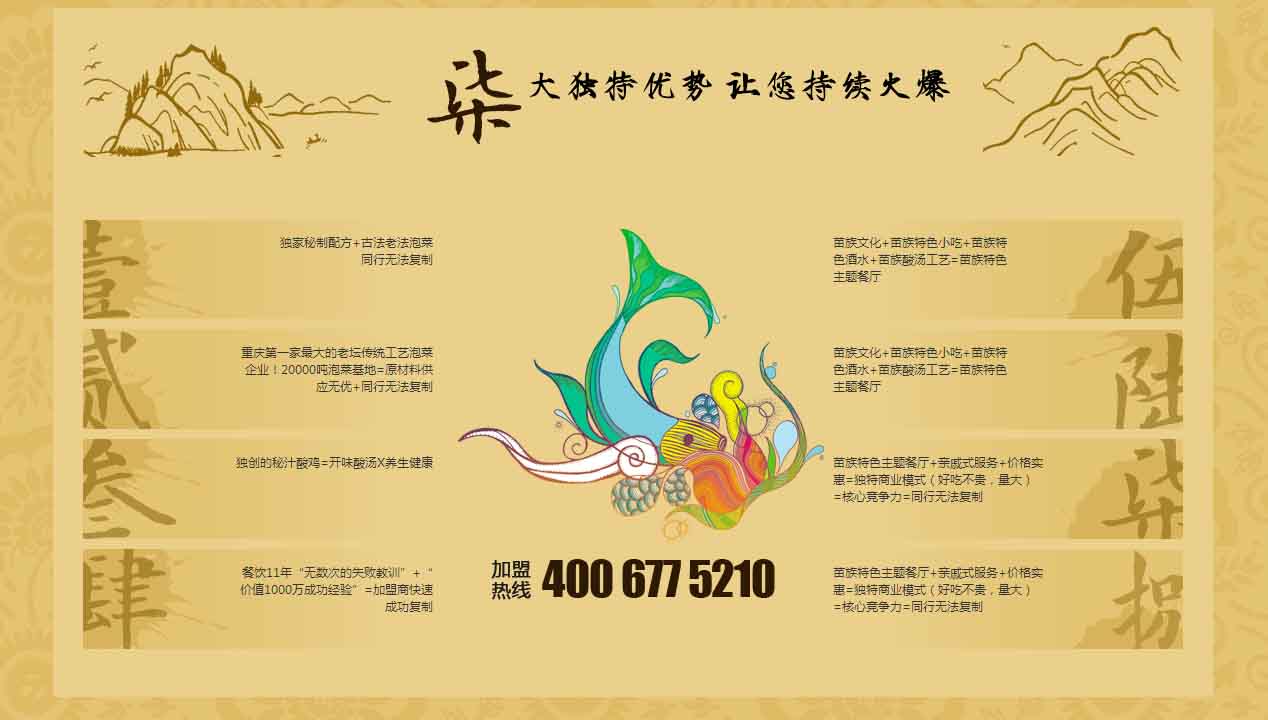 柒大独特优势 让您持续火爆
壹
独家秘制配方+古法老法泡菜
同行无法复制
贰
重庆第一家最大的老坛传统工艺泡菜
企业！20000吨泡菜基地=原材料供
应无优+同行无法复制
叁
独创的秘汁酸鸡=开味酸汤X养生健康
肆
餐饮11年“无数次的失败教训”+“
价值1000万成功经验”=加盟商快速
成功复制
伍
苗族文化+苗族特色小吃+苗族特
色酒水+苗族酸汤工艺=苗族特色
主题餐厅
陆
苗族文化+苗族特色小吃+苗族特
色酒水+苗族酸汤工艺=苗族特色
主题餐厅
柒
苗族特色主题餐厅+亲戚式服务+价格实
惠=独特商业模式（好吃不贵，量大）
=核心竞争力=同行无法复制
捌
苗族特色主题餐厅+亲戚式服务+价格实
惠=独特商业模式（好吃不贵，量大）
=核心竞争力=同行无法复制
加盟
热线
400 677 5210